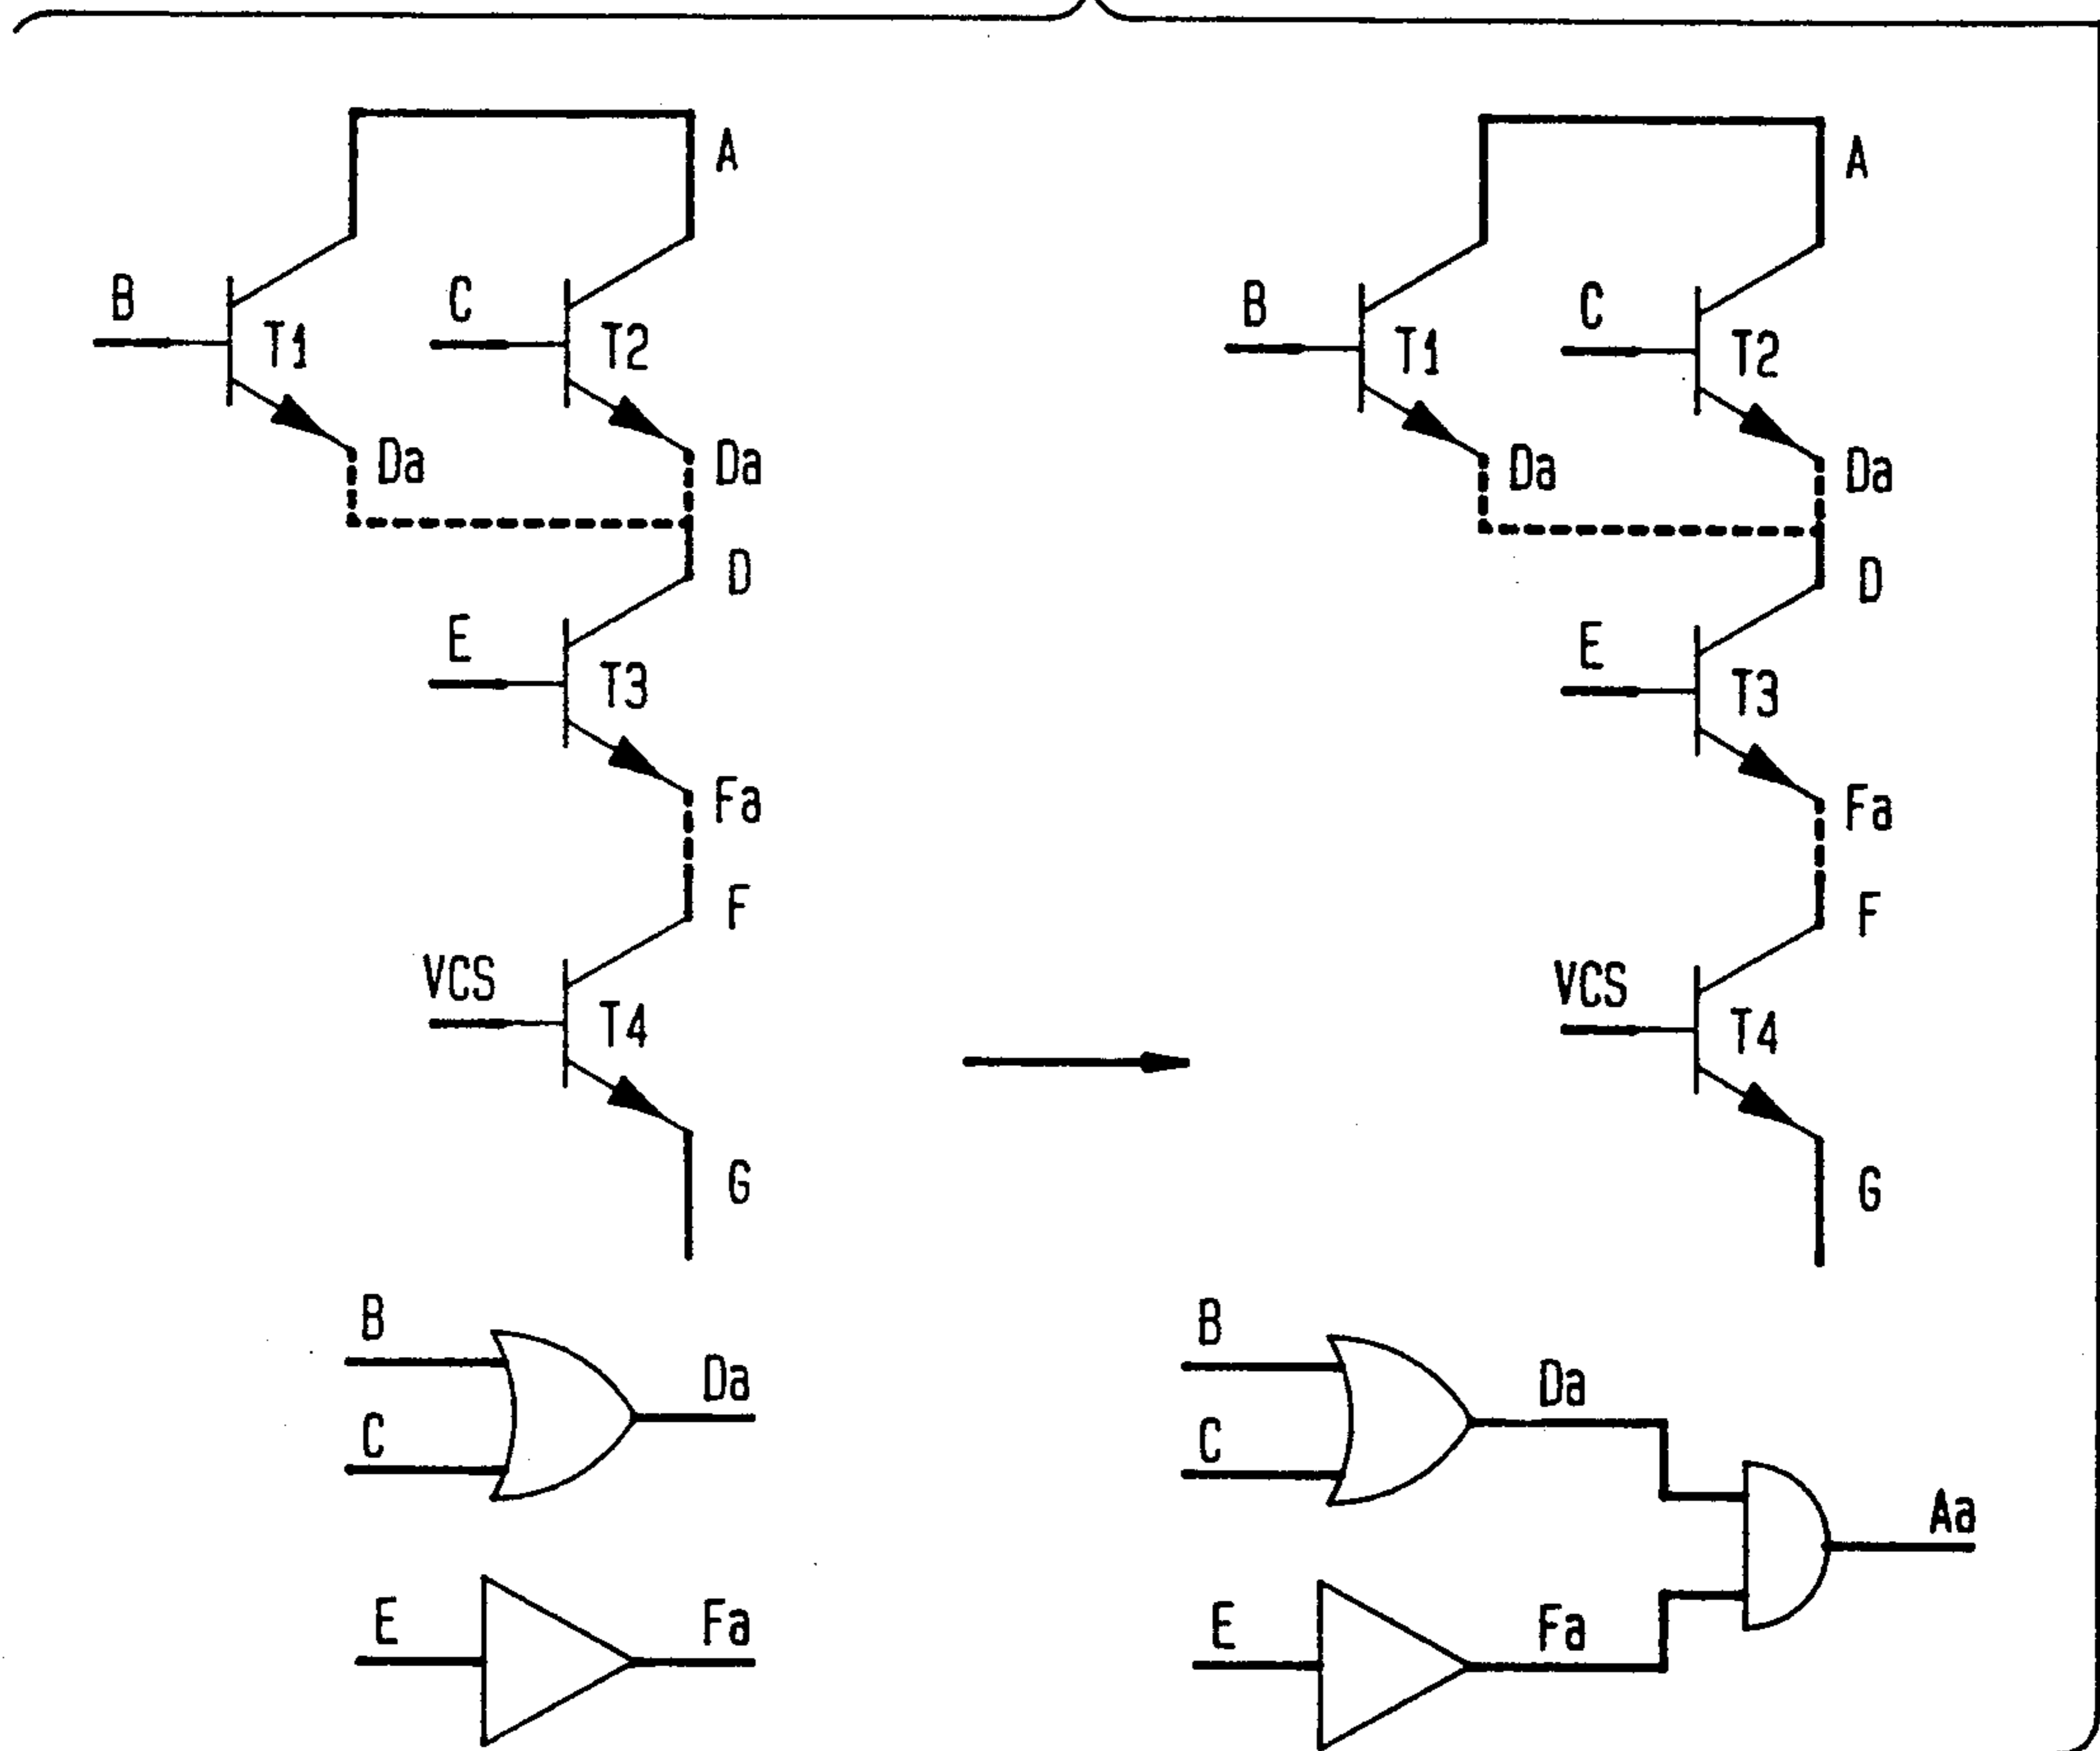 A A
B C B C
T1 T2 T1 T2
Da Da Da Da
D D
E E
T3 T3
Fa Fa
F F
VCS VCS
T4 T4
G G
B B
Da Da
C C
Aa
E Fa E Fa